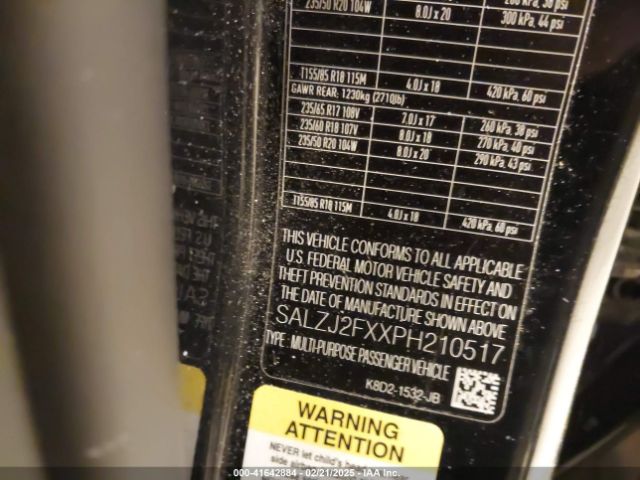 235/50 R20 104W 8.0J x 20 300 kPa, 44 psi
T155/85 R18 115M 4.0J x 18 420 kPa, 60 psi
GAWR REAR: 1230kg (2710lb)
235/65 R17 108V 7.0J x 17 260 kPa, 38 psi
235/60 R18 107V 8.0J x 18 270 kPa, 40 psi
235/50 R20 104W 8.0J x 20 290 kPa, 43 psi
T155/85 R18 115M 4.0J x 18 420 kPa, 60 psi
THIS VEHICLE CONFORMS TO ALL APPLICABLE
U.S. FEDERAL MOTOR VEHICLE SAFETY AND
THEFT PREVENTION STANDARDS IN EFFECT ON
THE DATE OF MANUFACTURE SHOWN ABOVE
SALZJ2FXXPH210517
TYPE : MULTI-PURPOSE PASSENGER VEHICLE
K8D2-1532-JB
WARNING
ATTENTION
NEVER let child's
side
000-41642884 - 02/21/2025 - IAA Inc.